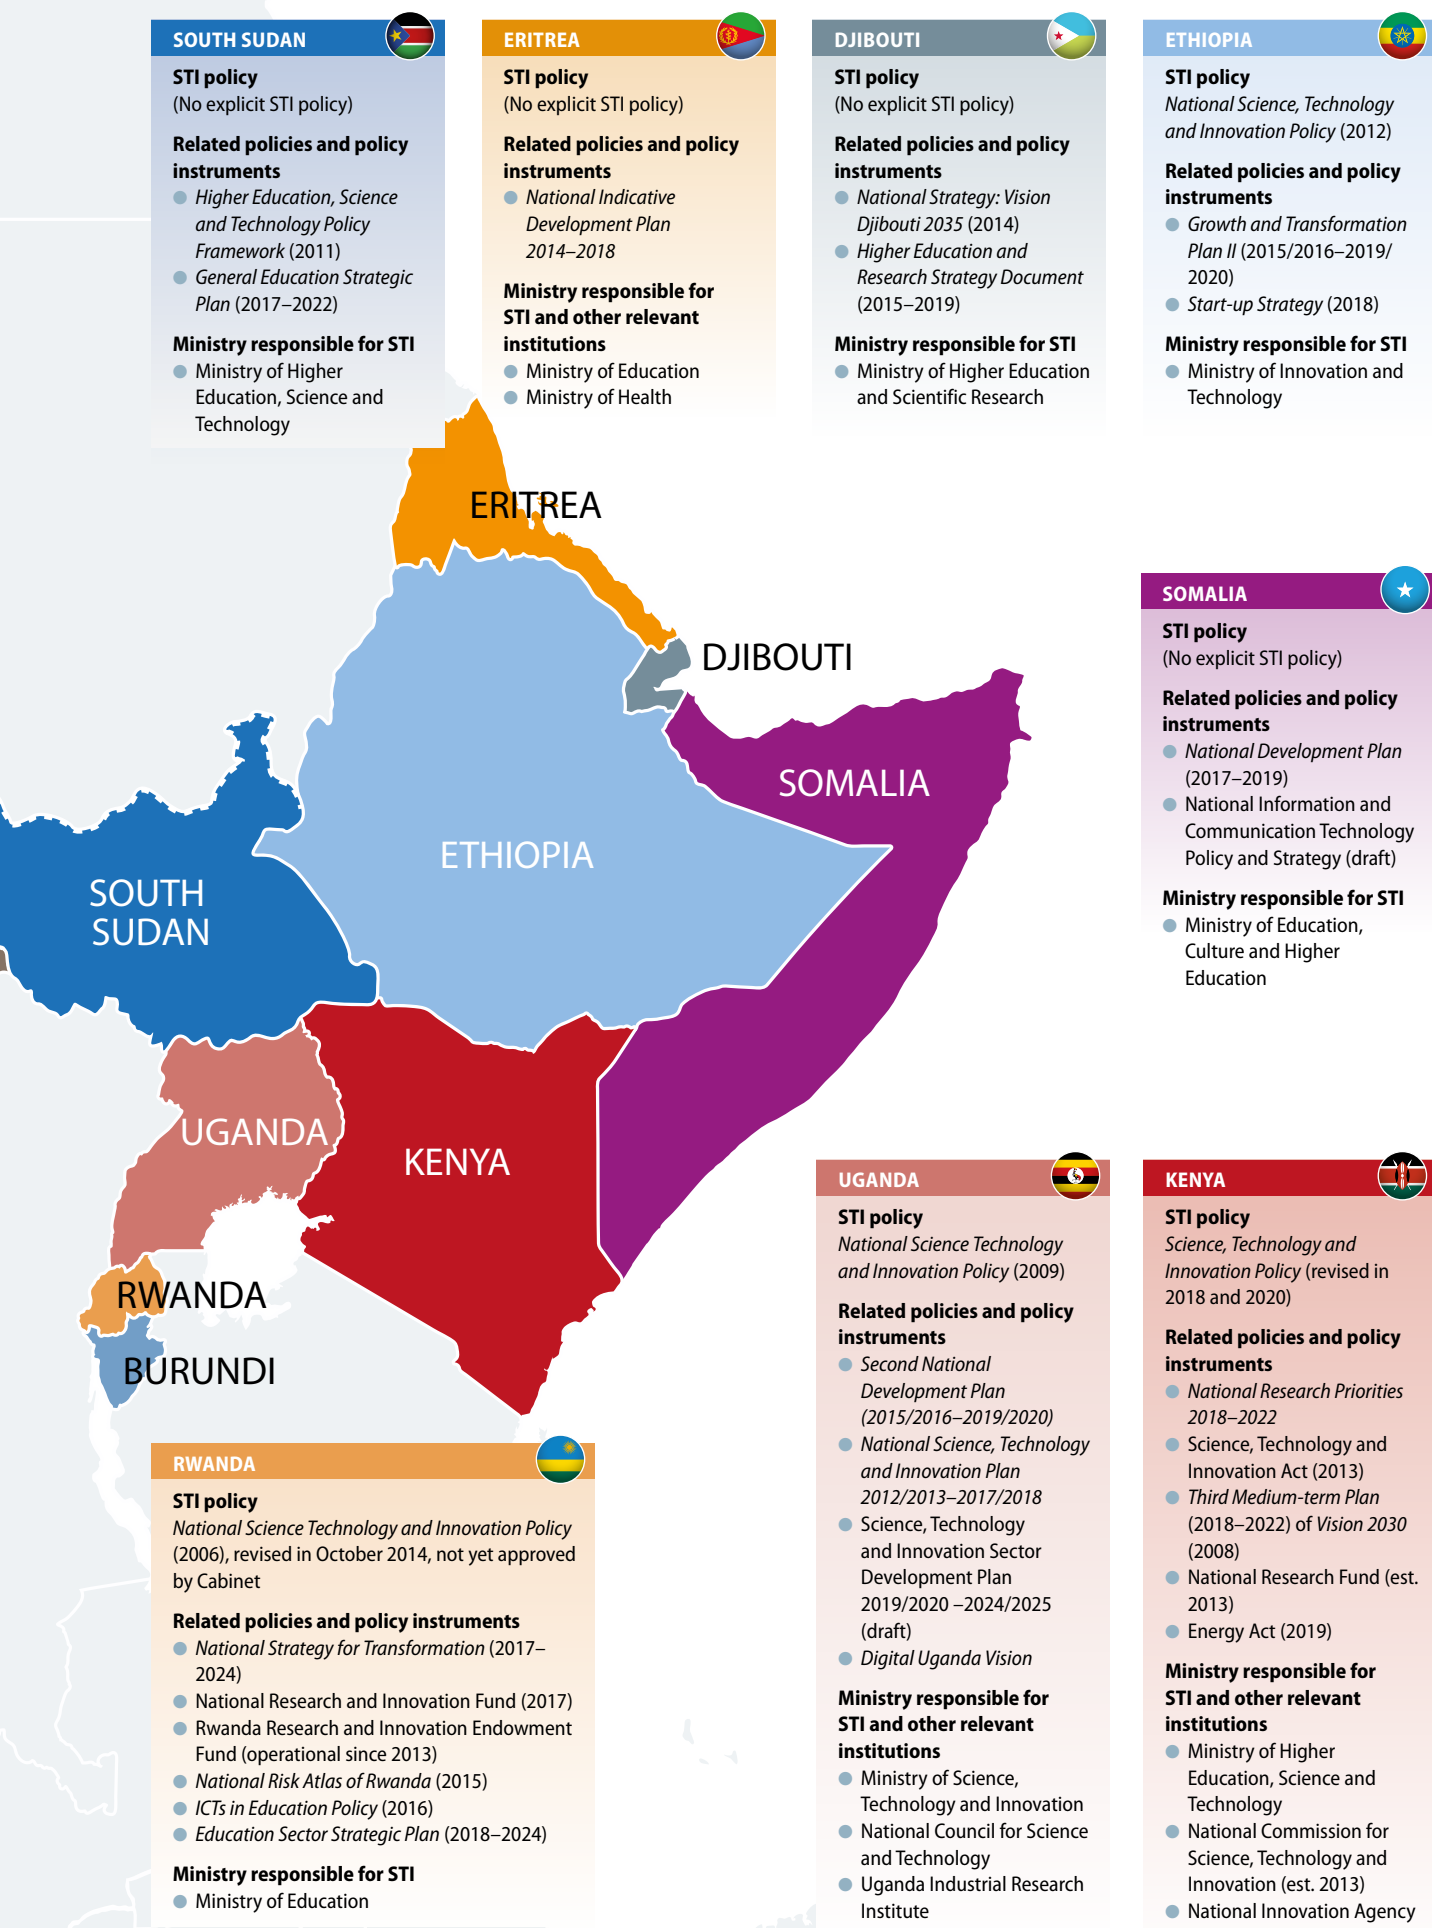 SOUTH SUDAN
STI policy
(No explicit STI policy)
Related policies and policy
instruments
● Higher Education, Science
and Technology Policy
Framework (2011)
● General Education Strategic
Plan (2017–2022)
Ministry responsible for STI
● Ministry of Higher
Education, Science and
Technology
ERITREA
STI policy
(No explicit STI policy)
Related policies and policy
instruments
● National Indicative
Development Plan
2014–2018
Ministry responsible for
STI and other relevant
institutions
● Ministry of Education
● Ministry of Health
DJIBOUTI
STI policy
(No explicit STI policy)
Related policies and policy
instruments
● National Strategy: Vision
Djibouti 2035 (2014)
● Higher Education and
Research Strategy Document
(2015–2019)
Ministry responsible for STI
● Ministry of Higher Education
and Scientific Research
ETHIOPIA
STI policy
National Science, Technology
and Innovation Policy (2012)
Related policies and policy
instruments
● Growth and Transformation
Plan II (2015/2016–2019/
2020)
● Start-up Strategy (2018)
Ministry responsible for STI
● Ministry of Innovation and
Technology
ERITREA
DJIBOUTI
SOMALIA
ETHIOPIA
SOUTH
SUDAN
UGANDA
KENYA
RWANDA
BURUNDI
SOMALIA
STI policy
(No explicit STI policy)
Related policies and policy
instruments
● National Development Plan
(2017–2019)
● National Information and
Communication Technology
Policy and Strategy (draft)
Ministry responsible for STI
● Ministry of Education,
Culture and Higher
Education
RWANDA
STI policy
National Science Technology and Innovation Policy
(2006), revised in October 2014, not yet approved
by Cabinet
Related policies and policy instruments
● National Strategy for Transformation (2017–
2024)
● National Research and Innovation Fund (2017)
● Rwanda Research and Innovation Endowment
Fund (operational since 2013)
● National Risk Atlas of Rwanda (2015)
● ICTs in Education Policy (2016)
● Education Sector Strategic Plan (2018–2024)
Ministry responsible for STI
● Ministry of Education
UGANDA
STI policy
National Science Technology
and Innovation Policy (2009)
Related policies and policy
instruments
● Second National
Development Plan
(2015/2016–2019/2020)
● National Science, Technology
and Innovation Plan
2012/2013–2017/2018
● Science, Technology
and Innovation Sector
Development Plan
2019/2020 –2024/2025
(draft)
● Digital Uganda Vision
Ministry responsible for
STI and other relevant
institutions
● Ministry of Science,
Technology and Innovation
● National Council for Science
and Technology
● Uganda Industrial Research
Institute
KENYA
STI policy
Science, Technology and
Innovation Policy (revised in
2018 and 2020)
Related policies and policy
instruments
● National Research Priorities
2018–2022
● Science, Technology and
Innovation Act (2013)
● Third Medium-term Plan
(2018–2022) of Vision 2030
(2008)
● National Research Fund (est.
2013)
● Energy Act (2019)
Ministry responsible for
STI and other relevant
institutions
● Ministry of Higher
Education, Science and
Technology
● National Commission for
Science, Technology and
Innovation (est. 2013)
● National Innovation Agency